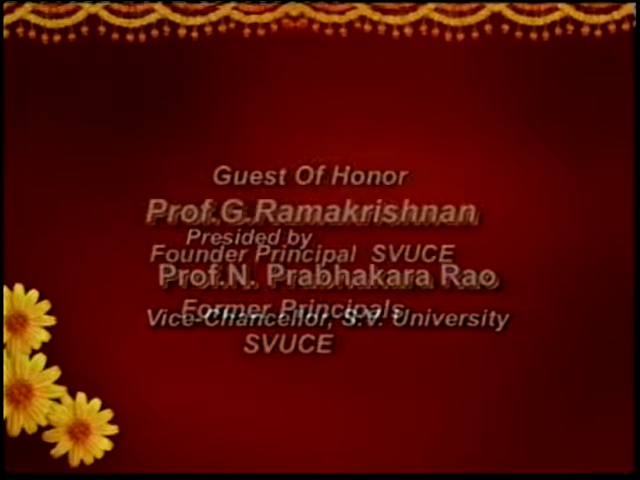 Guest Of Honor
Prof.G.Ramakrishnan
Presided by
Founder Principal SVUCE
Prof.N. Prabhakara Rao
Former Principals
Vice-Chancellor, S.V. University
SVUCE